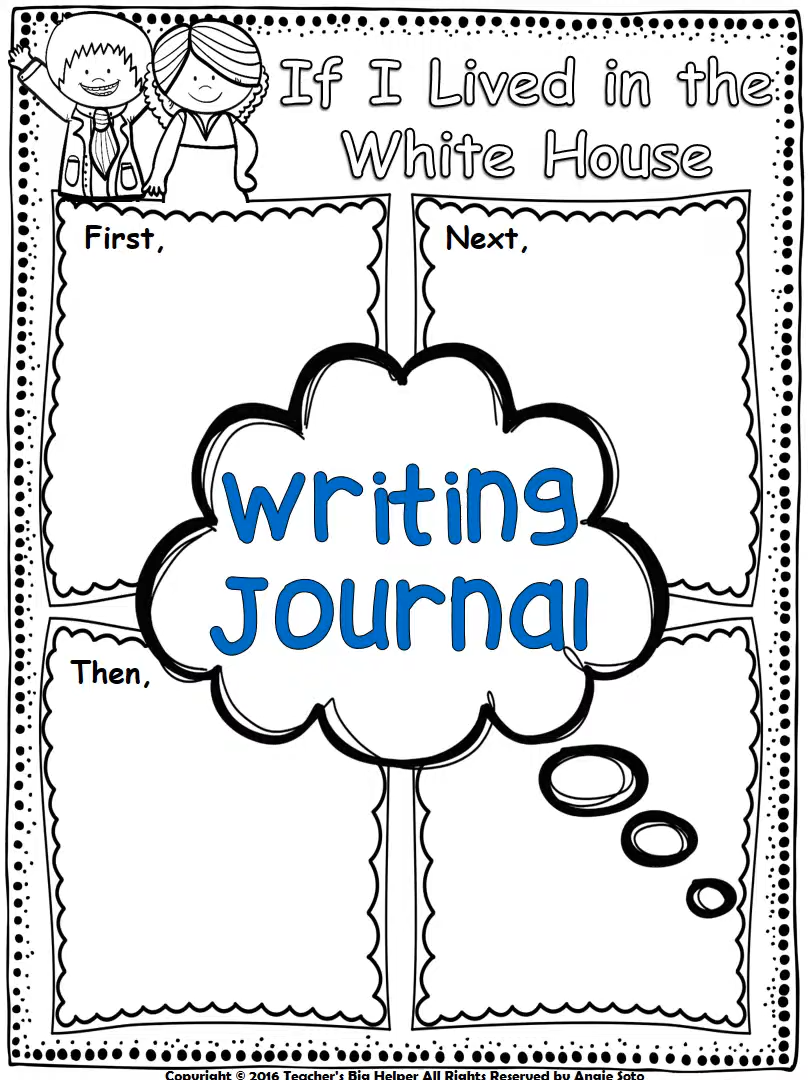 If I Lived in the
White House
First,
Next,
Writing
Journal
Then,
Copyright © 2016 Teacher's Big Helper All Rights Reserved by Angie Soto